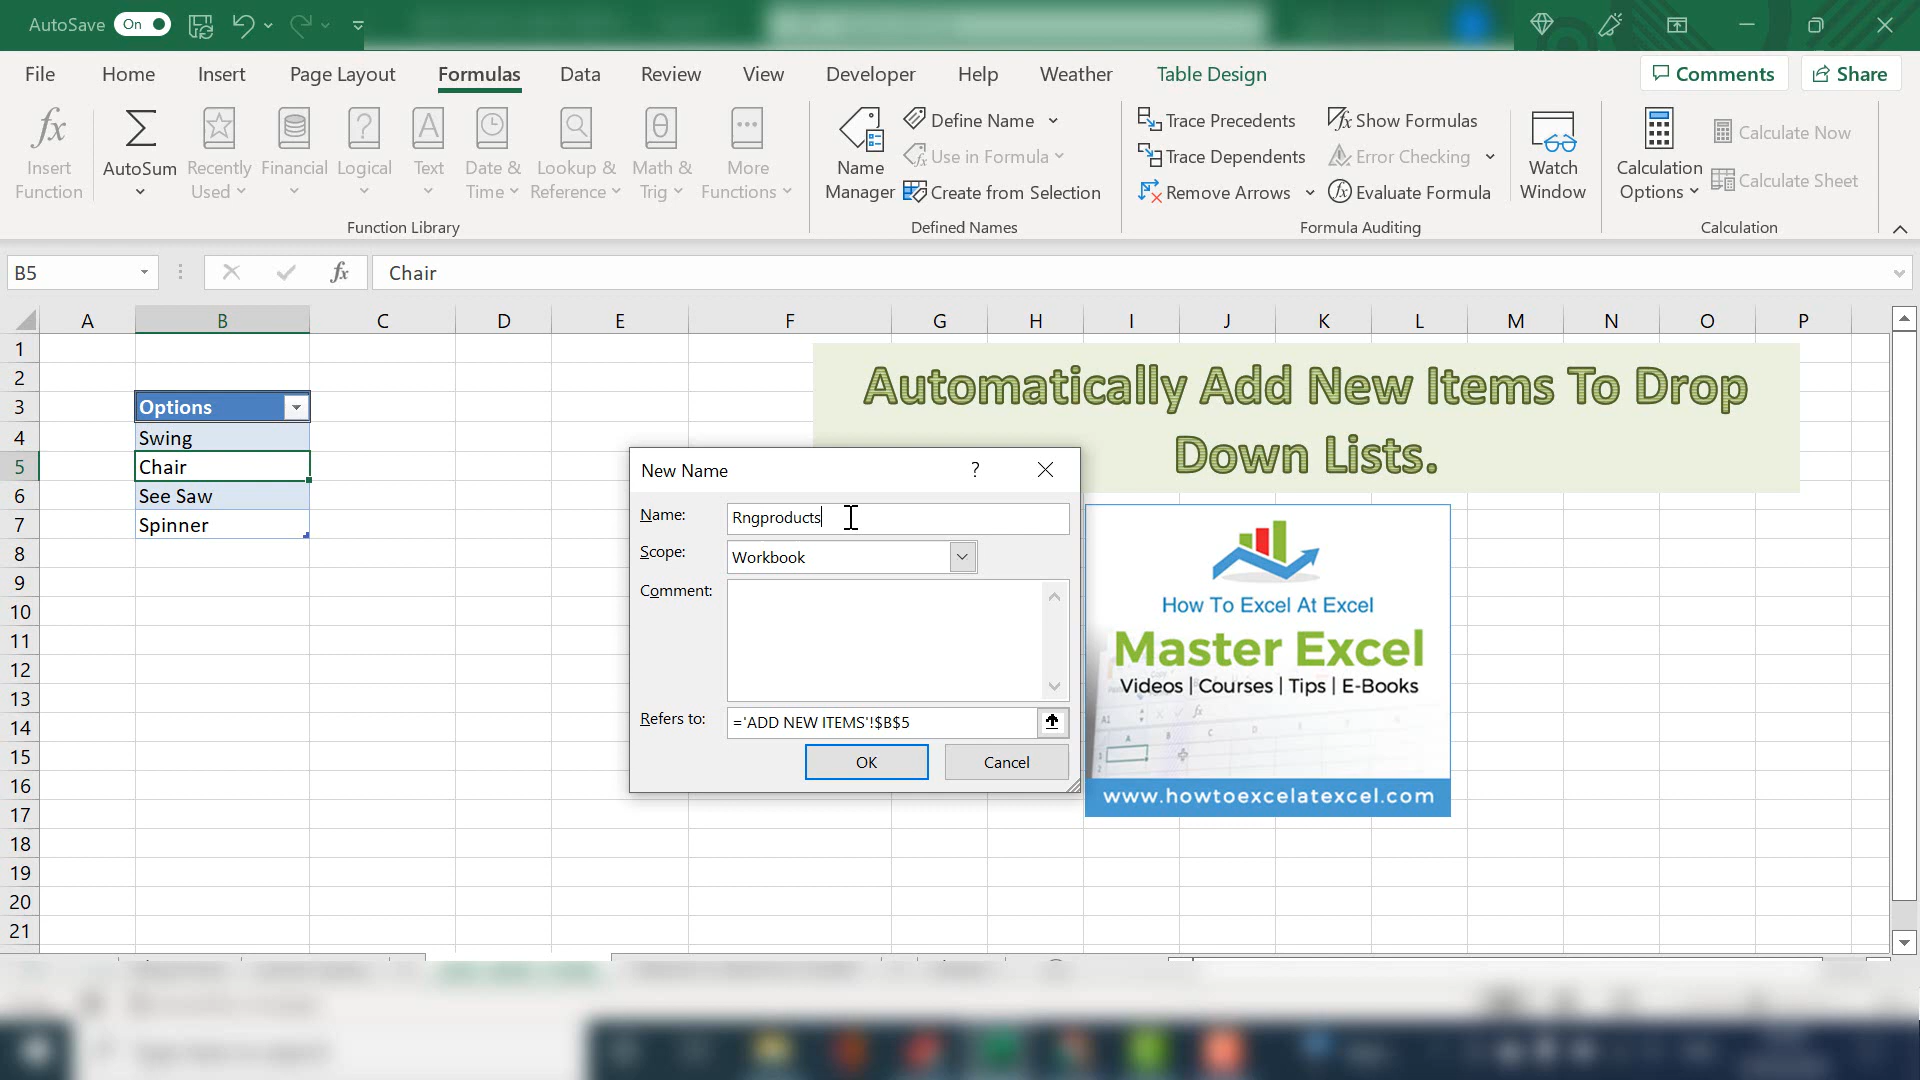 AutoSave On
File Home Insert Page Layout Formulas Data Review View Developer Help Weather Table Design Comments Share
Insert Function
AutoSum
Recently Used
Financial
Logical
Text
Date & Time
Lookup & Reference
Math & Trig
More Functions
Function Library
Name Manager
Define Name
Use in Formula
Create from Selection
Defined Names
Trace Precedents
Trace Dependents
Remove Arrows
Show Formulas
Error Checking
Evaluate Formula
Formula Auditing
Watch Window
Calculation Options
Calculate Now
Calculate Sheet
Calculation
B5 fx Chair
A B C D E F G H I J K L M N O P
1
2
3 Options
4 Swing
5 Chair
6 See Saw
7 Spinner
8
9
10
11
12
13
14
15
16
17
18
19
20
21
Automatically Add New Items To Drop
Down Lists.
New Name ?
Name: Rngproducts
Scope: Workbook
Comment:
Refers to: ='ADD NEW ITEMS'!$B$5
OK Cancel
How To Excel At Excel
Master Excel
Videos | Courses | Tips | E-Books
www.howtoexcelatexcel.com